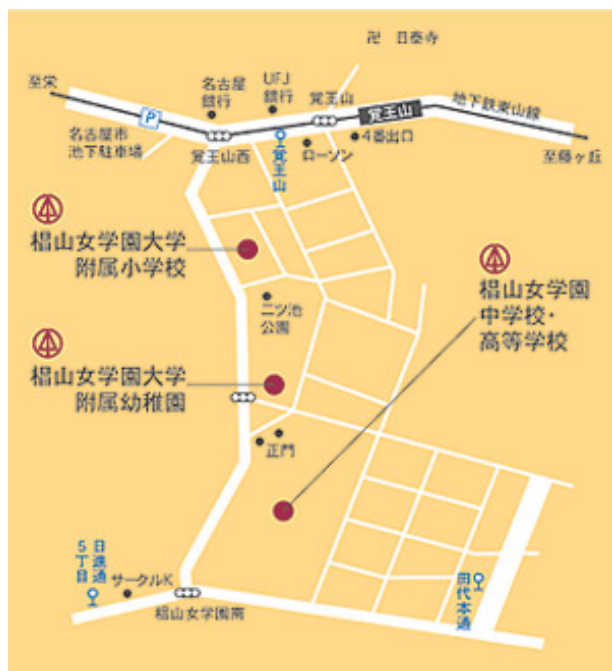 卍 日泰寺
至栄
P
名古屋
銀行
UFJ
銀行
覚王山
覚王山
地下鉄東山線
名古屋市
池下駐車場
覚王山西
覚王山
ローソン
4番出口
至藤ヶ丘
椙山女学園大学
附属小学校
二ツ池
公園
椙山女学園
中学校・
高等学校
椙山女学園大学
附属幼稚園
正門
日進通
5丁目
サークルK
椙山女学園南
田代本通